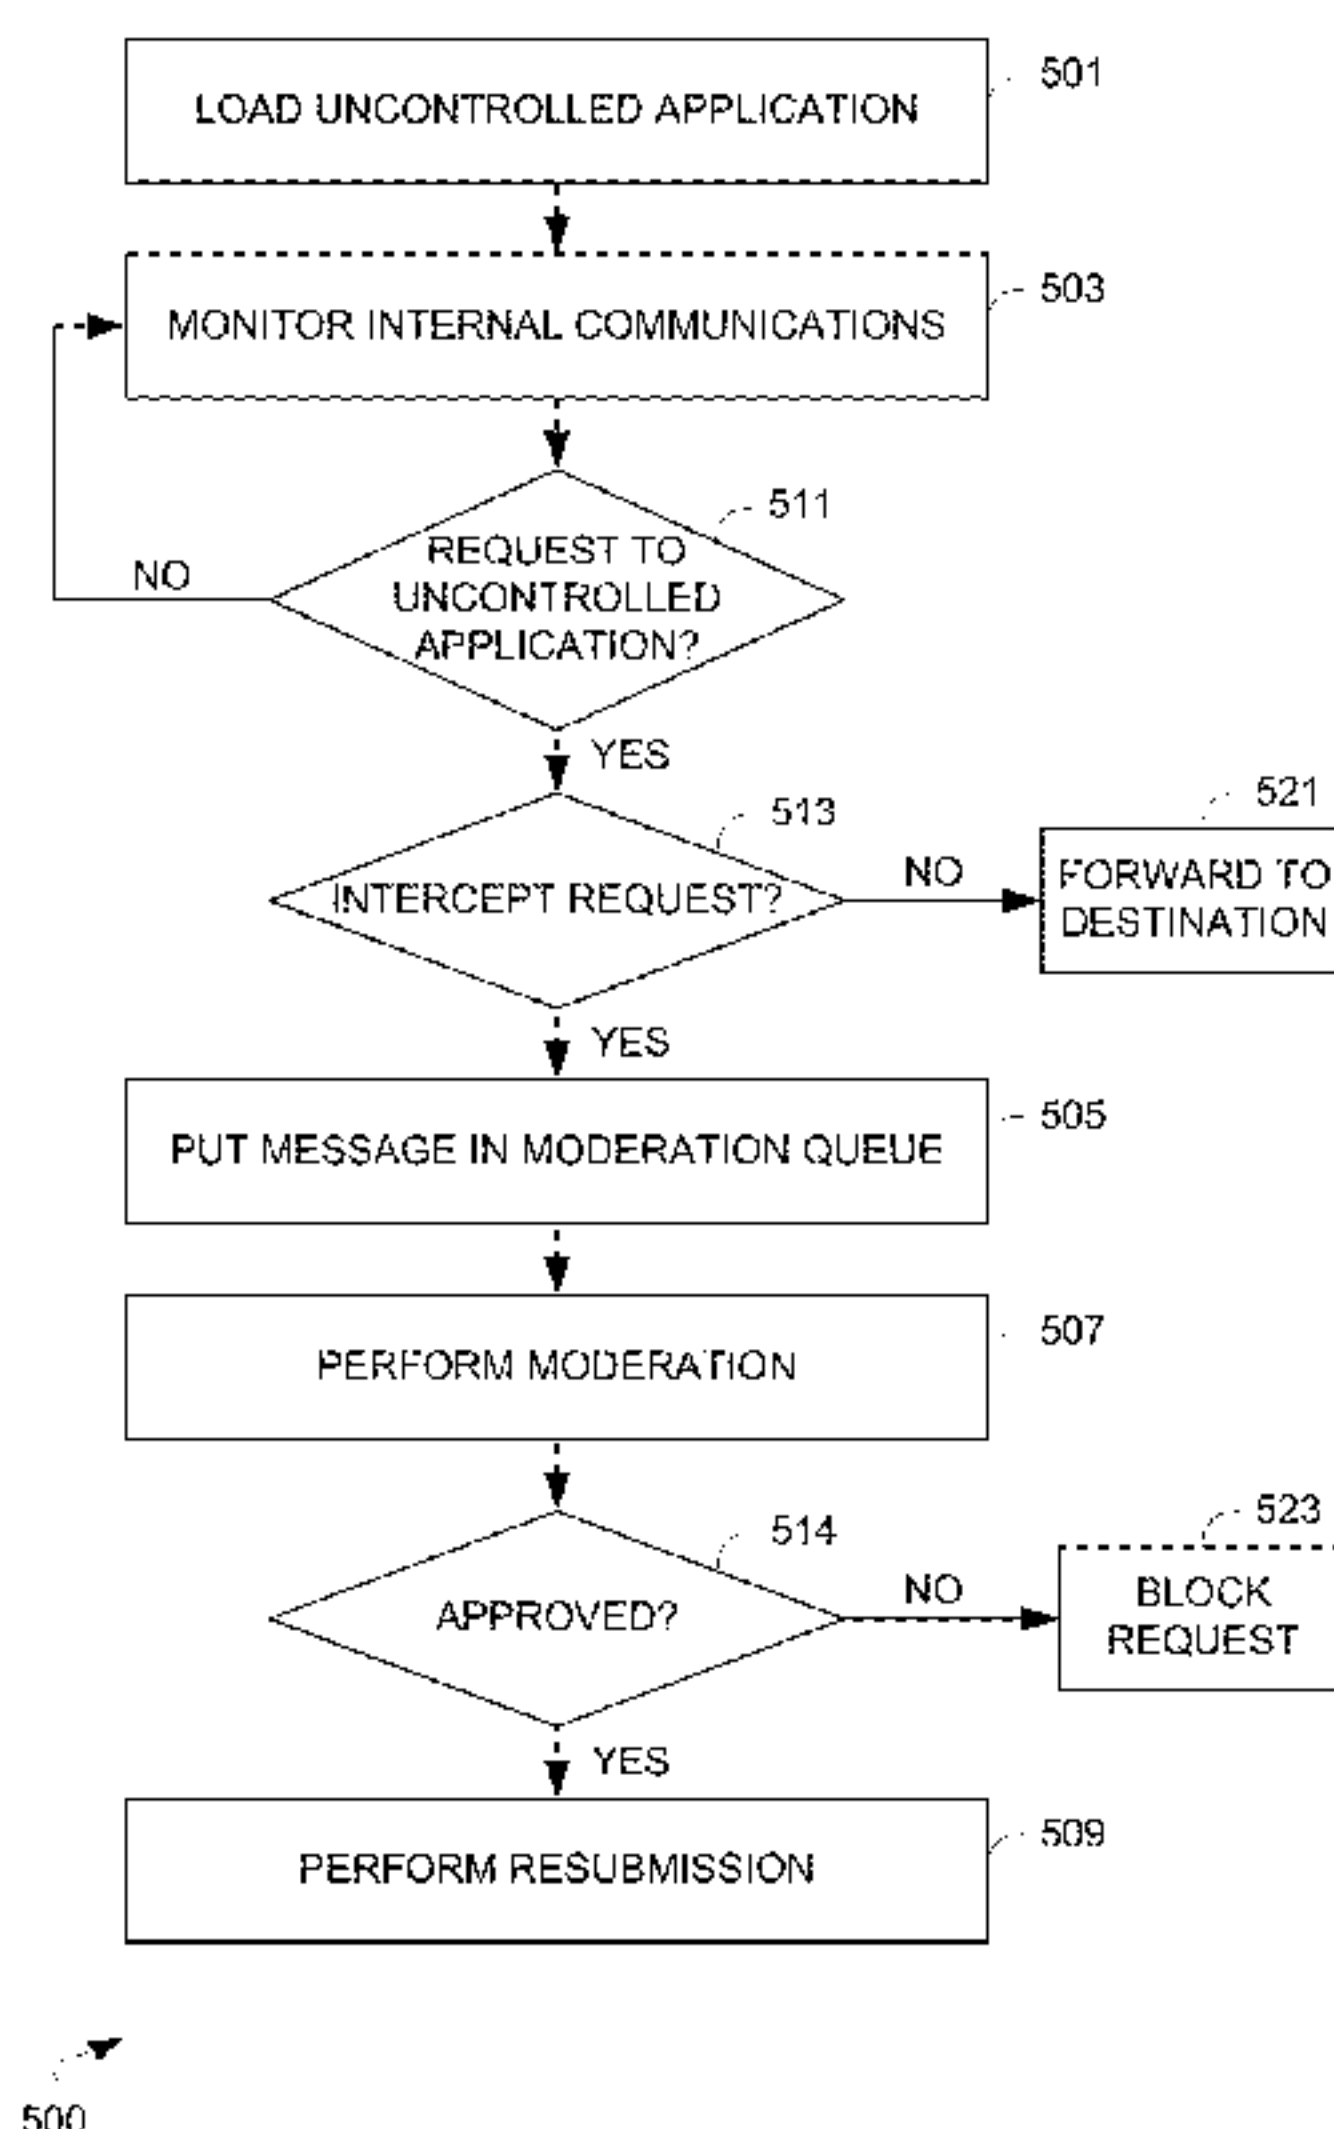 LOAD UNCONTROLLED APPLICATION
501
MONITOR INTERNAL COMMUNICATIONS
503
511
REQUEST TO
UNCONTROLLED
APPLICATION?
NO
YES
513
INTERCEPT REQUEST?
NO
521
FORWARD TO
DESTINATION
YES
PUT MESSAGE IN MODERATION QUEUE
505
PERFORM MODERATION
507
514
APPROVED?
NO
523
BLOCK
REQUEST
YES
PERFORM RESUBMISSION
509
500